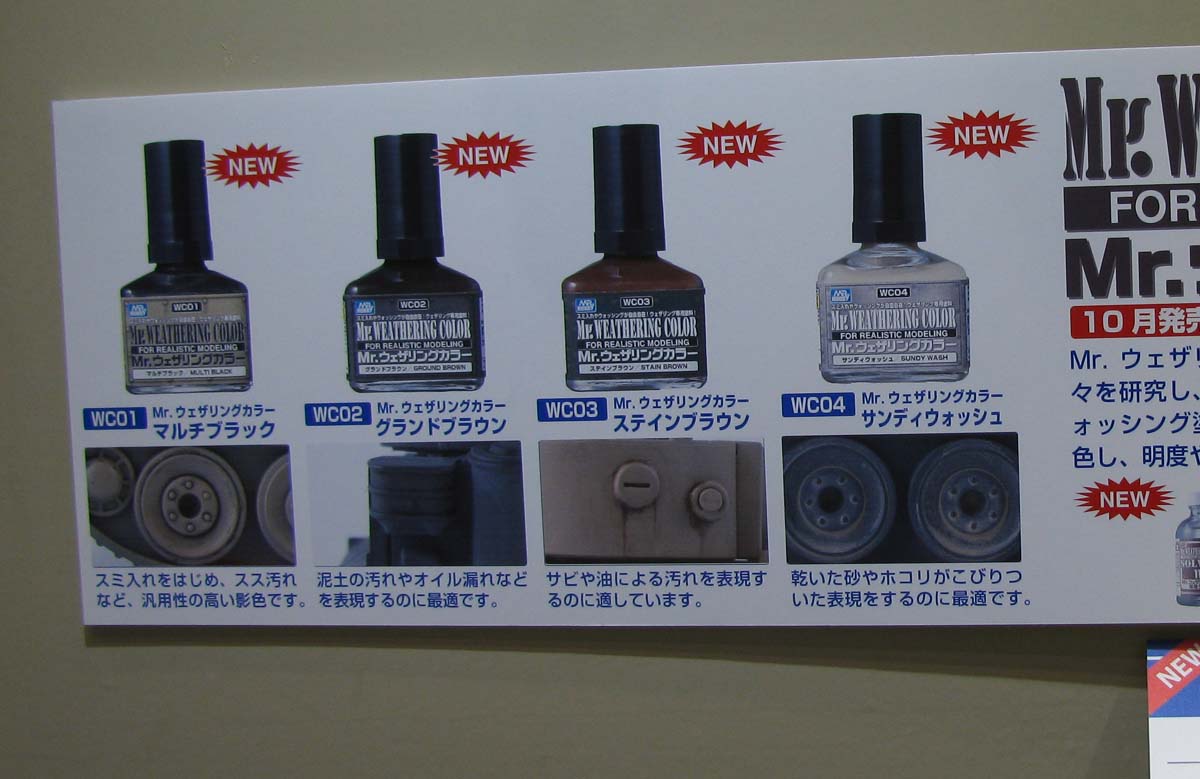 NEW
NEW
NEW
NEW
WC01
Mr. WEATHERING COLOR
FOR REALISTIC MODELING
Mr.ウェザリングカラー
マルチブラック MULTI BLACK
WC02
Mr. WEATHERING COLOR
FOR REALISTIC MODELING
Mr.ウェザリングカラー
グランドブラウン GROUND BROWN
WC03
Mr. WEATHERING COLOR
FOR REALISTIC MODELING
Mr.ウェザリングカラー
ステインブラウン STAIN BROWN
WC04
Mr. WEATHERING COLOR
FOR REALISTIC MODELING
Mr.ウェザリングカラー
サンディウォッシュ SUNDY WASH
WC01 Mr. ウェザリングカラー
マルチブラック
スミ入れをはじめ、スス汚れ
など、汎用性の高い影色です。
WC02 Mr. ウェザリングカラー
グランドブラウン
泥土の汚れやオイル漏れなど
を表現するのに最適です。
WC03 Mr. ウェザリングカラー
ステインブラウン
サビや油による汚れを表現す
るのに適しています。
WC04 Mr. ウェザリングカラー
サンディウォッシュ
乾いた砂やホコリがこびりつ
いた表現をするのに最適です。
Mr. W
FOR
Mr.
10月発売
Mr. ウェザリ
々を研究し、
ォッシング
色し、明度や
NEW
NEW